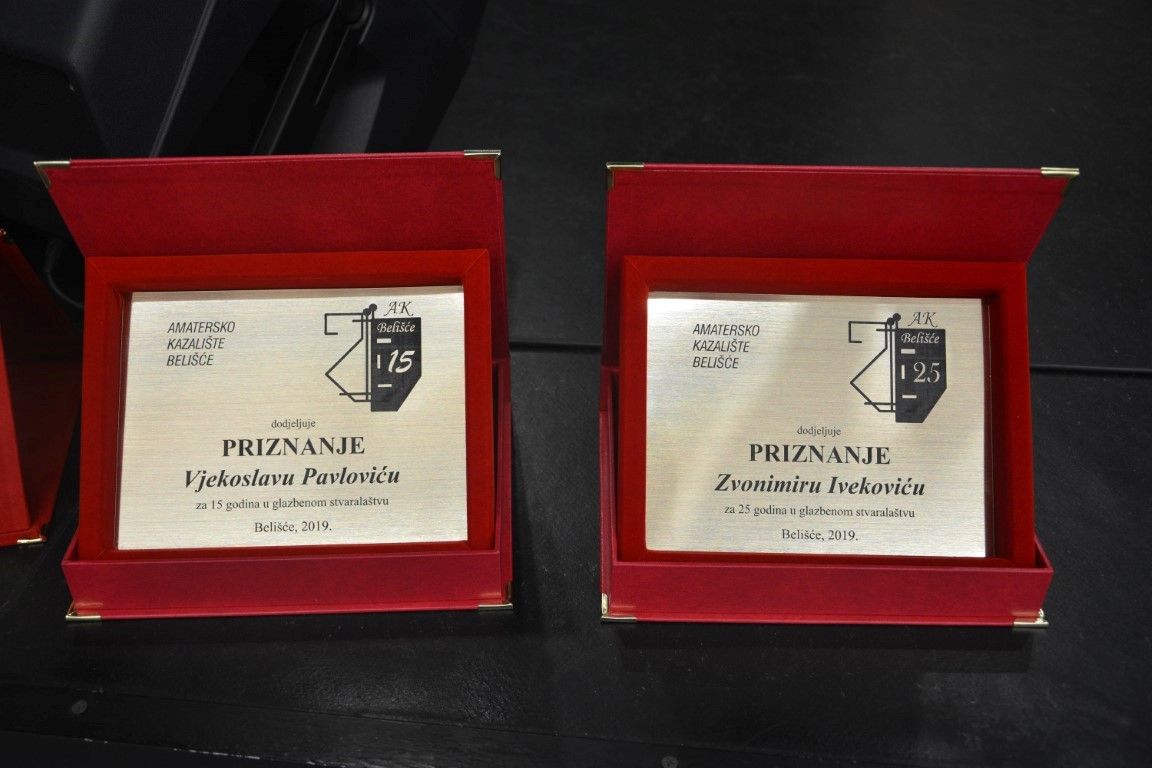 AMATERSKO
KAZALIŠTE
BELIŠĆE
AK
Belišće
15
dodjeljuje
PRIZNANJE
Vjekoslavu Pavloviću
za 15 godina u glazbenom stvaralaštvu
Belišće, 2019.
AMATERSKO
KAZALIŠTE
BELIŠĆE
AK
Belišće
25
dodjeljuje
PRIZNANJE
Zvonimiru Ivekoviću
za 25 godina u glazbenom stvaralaštvu
Belišće, 2019.